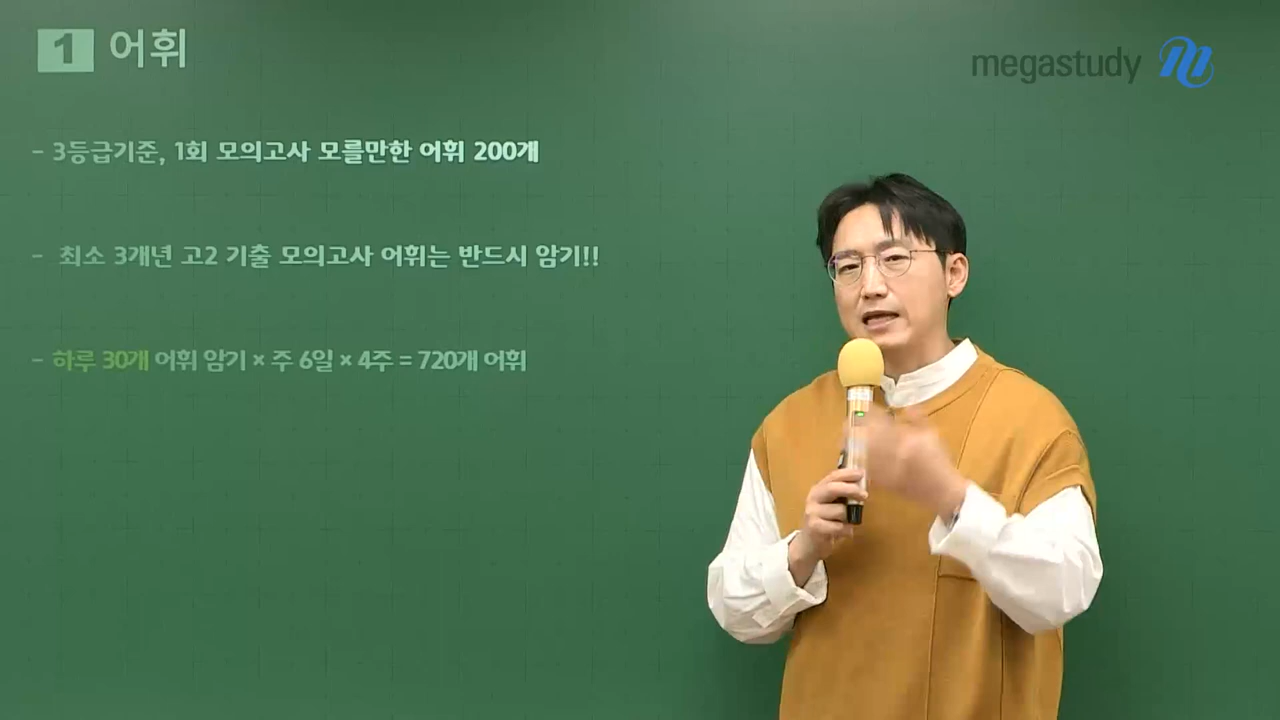 1 어휘
megastudy
- 3등급기준, 1회 모의고사 모를만한 어휘 200개
- 최소 3개년 고2 기출 모의고사 어휘는 반드시 암기!!
- 하루 30개 어휘 암기 × 주 6일 × 4주 = 720개 어휘